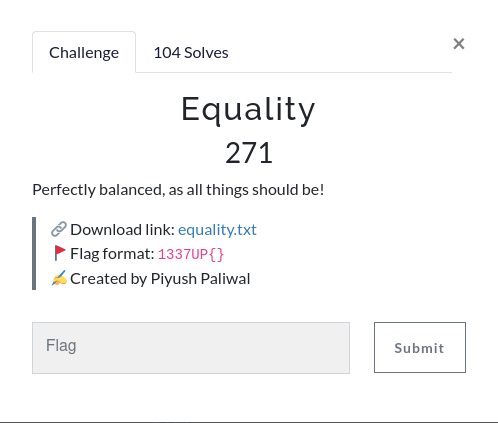 Challenge
104 Solves
×
Equality
271
Perfectly balanced, as all things should be!
🔗 Download link: equality.txt
🚩 Flag format: 1337UP{}
✍️ Created by Piyush Paliwal
Flag
Submit